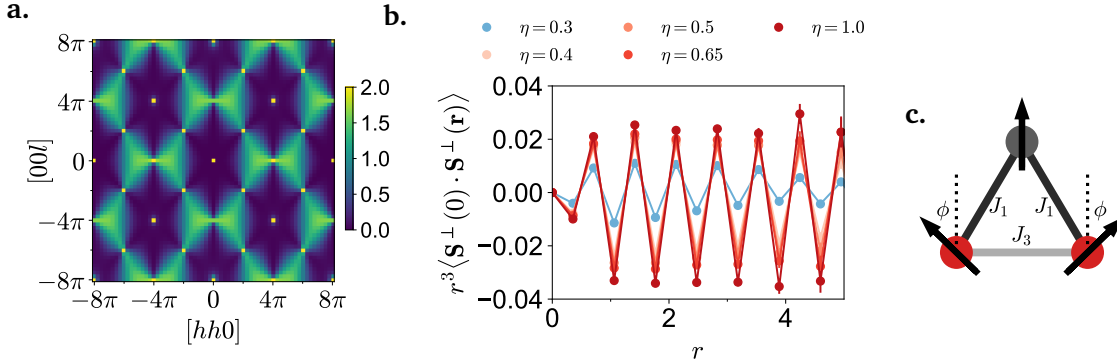 a.
8π
4π
0
−4π
−8π
[00l]
−8π
−4π
0
4π
8π
[hh0]
2.0
1.5
1.0
0.5
0.0
b.
η = 0.3
η = 0.5
η = 1.0
η = 0.4
η = 0.65
0.04
0.02
0.00
−0.02
−0.04
r³⟨S⊥(0) · S⊥(r)⟩
0
2
4
r
c.
ϕ
J₁
J₁
ϕ
J₃